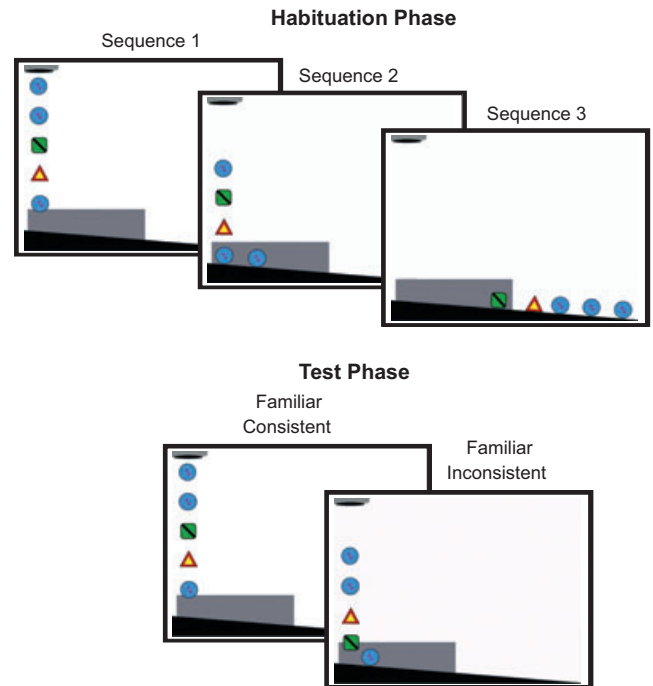 Habituation Phase
Sequence 1
Sequence 2
Sequence 3
Test Phase
Familiar
Consistent
Familiar
Inconsistent